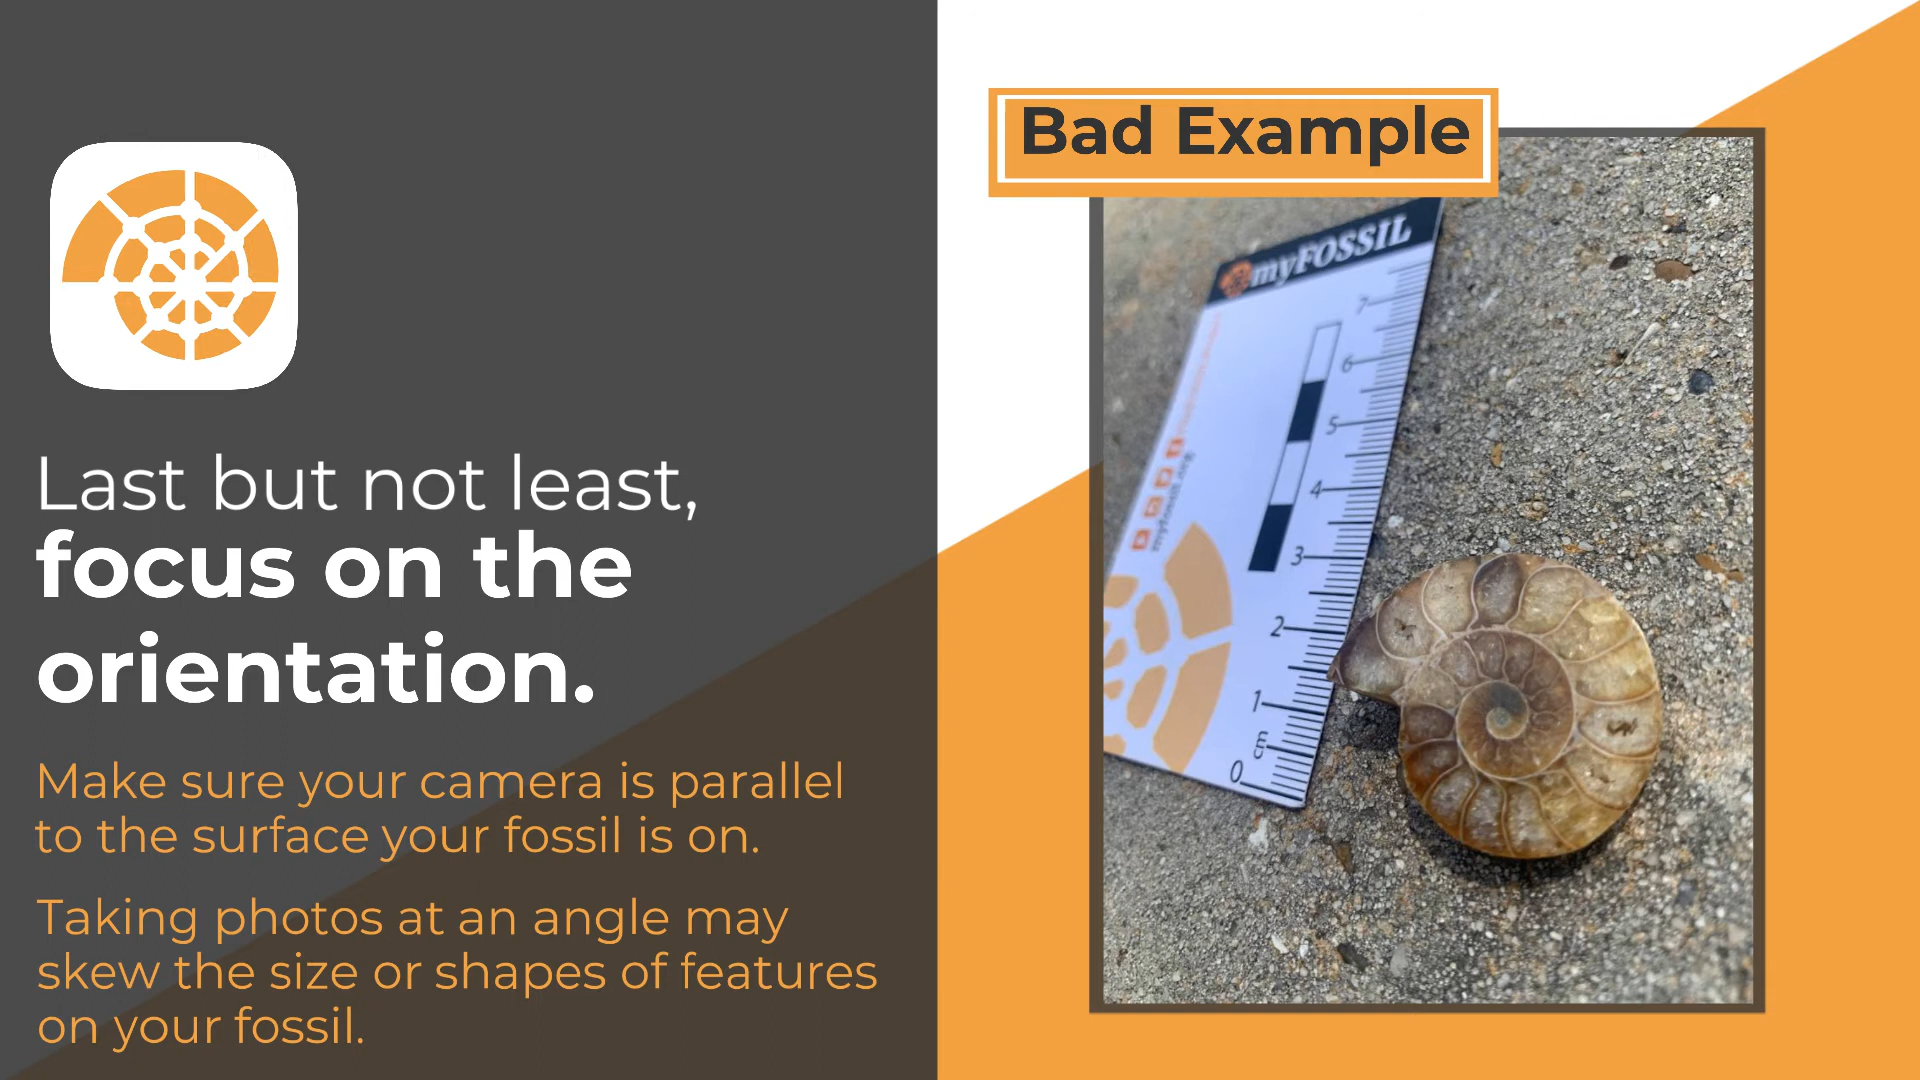 Last but not least,
focus on the
orientation.
Make sure your camera is parallel
to the surface your fossil is on.
Taking photos at an angle may
skew the size or shapes of features
on your fossil.
Bad Example
myFOSSIL
7
6
5
4
3
2
1
cm
0
myfossil.org